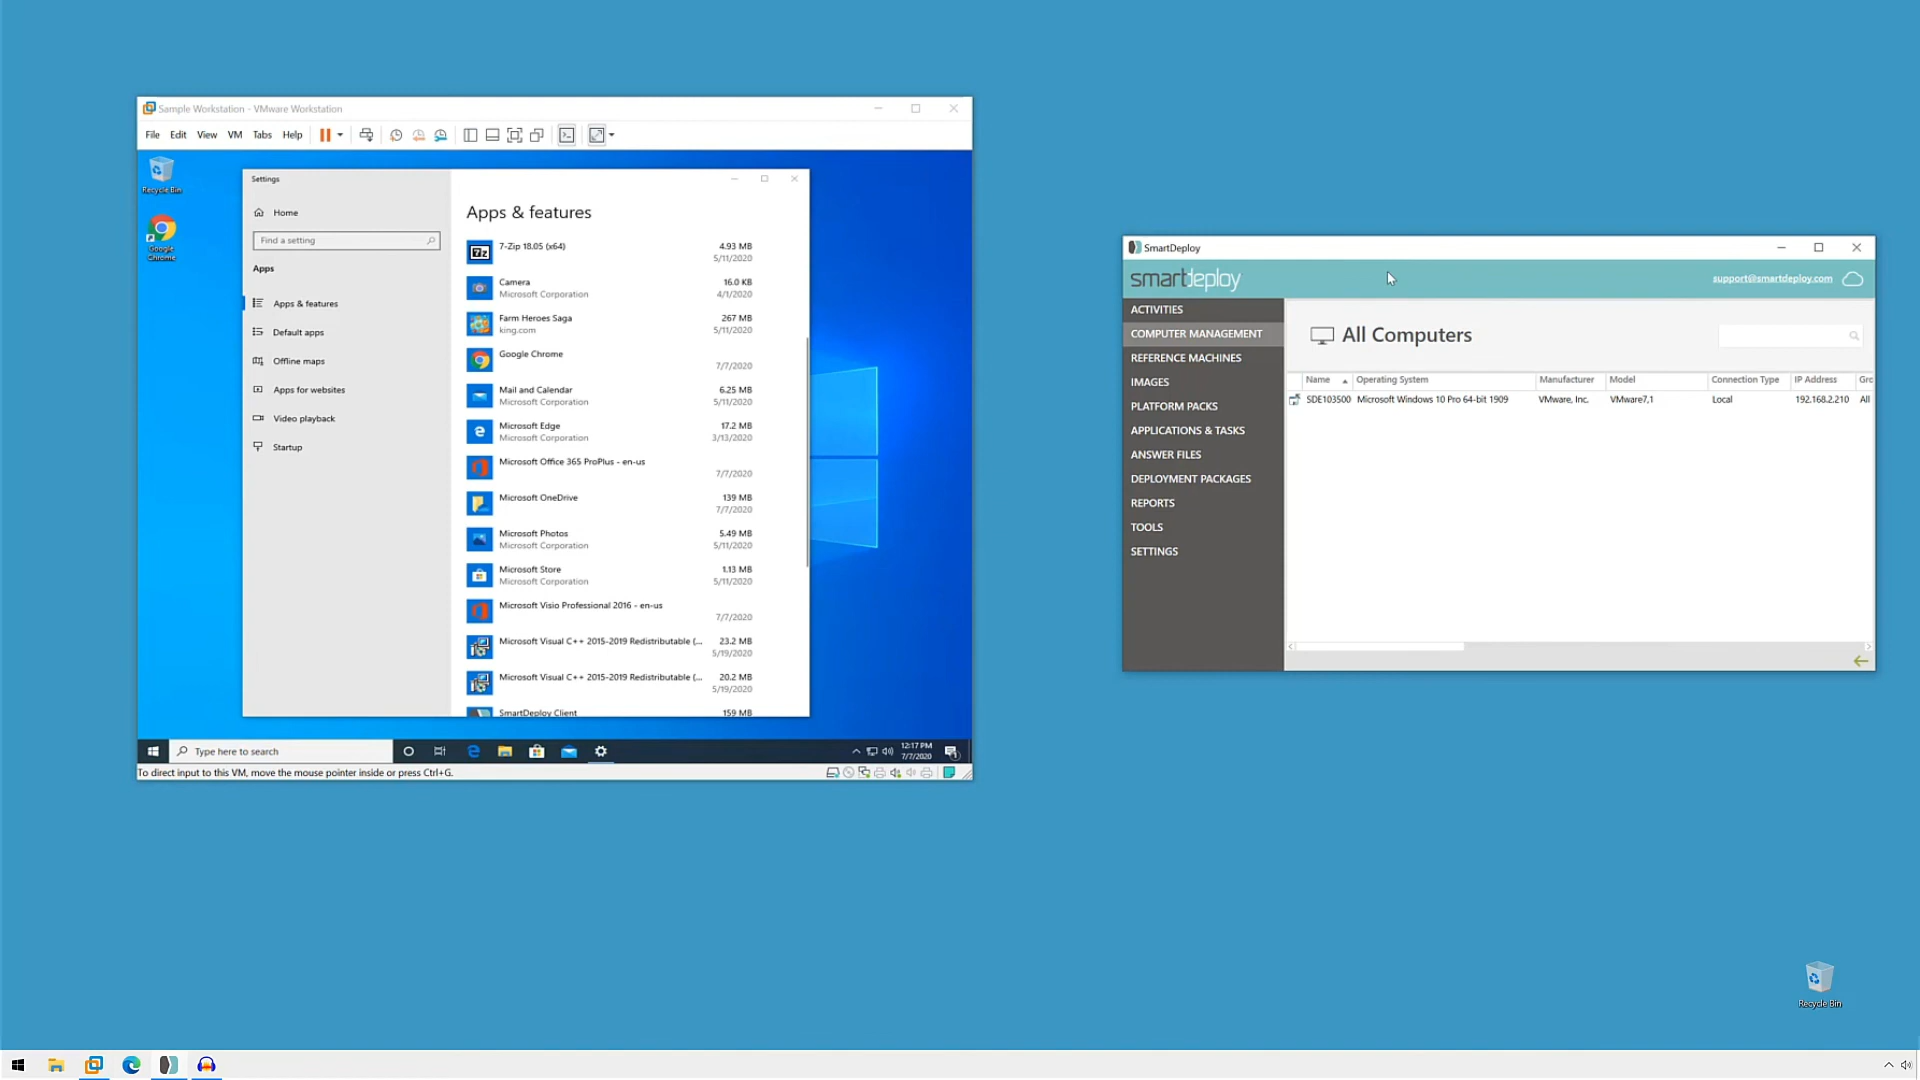 Sample Workstation - VMware Workstation
File Edit View VM Tabs Help
Recycle Bin
Google Chrome
Settings
Home
Find a setting
Apps
Apps & features
Default apps
Offline maps
Apps for websites
Video playback
Startup
Apps & features
7-Zip 18.05 (x64) 4.93 MB
5/11/2020
Camera 16.0 KB
Microsoft Corporation 4/1/2020
Farm Heroes Saga 267 MB
king.com 5/11/2020
Google Chrome
7/7/2020
Mail and Calendar 6.25 MB
Microsoft Corporation 5/11/2020
Microsoft Edge 17.2 MB
Microsoft Corporation 3/13/2020
Microsoft Office 365 ProPlus - en-us
7/7/2020
Microsoft OneDrive 139 MB
7/7/2020
Microsoft Photos 5.49 MB
Microsoft Corporation 5/11/2020
Microsoft Store 1.13 MB
Microsoft Corporation 5/11/2020
Microsoft Visio Professional 2016 - en-us
7/7/2020
Microsoft Visual C++ 2015-2019 Redistributable (... 23.2 MB
5/19/2020
Microsoft Visual C++ 2015-2019 Redistributable (... 20.2 MB
5/19/2020
SmartDeploy Client 159 MB
Type here to search
12:17 PM
7/7/2020
To direct input to this VM, move the mouse pointer inside or press Ctrl+G.
SmartDeploy
smartdeploy
support@smartdeploy.com
ACTIVITIES
COMPUTER MANAGEMENT
REFERENCE MACHINES
IMAGES
PLATFORM PACKS
APPLICATIONS & TASKS
ANSWER FILES
DEPLOYMENT PACKAGES
REPORTS
TOOLS
SETTINGS
All Computers
Name Operating System Manufacturer Model Connection Type IP Address Grc
SDE103500 Microsoft Windows 10 Pro 64-bit 1909 VMware, Inc. VMware7,1 Local 192.168.2.210 All
Recycle Bin